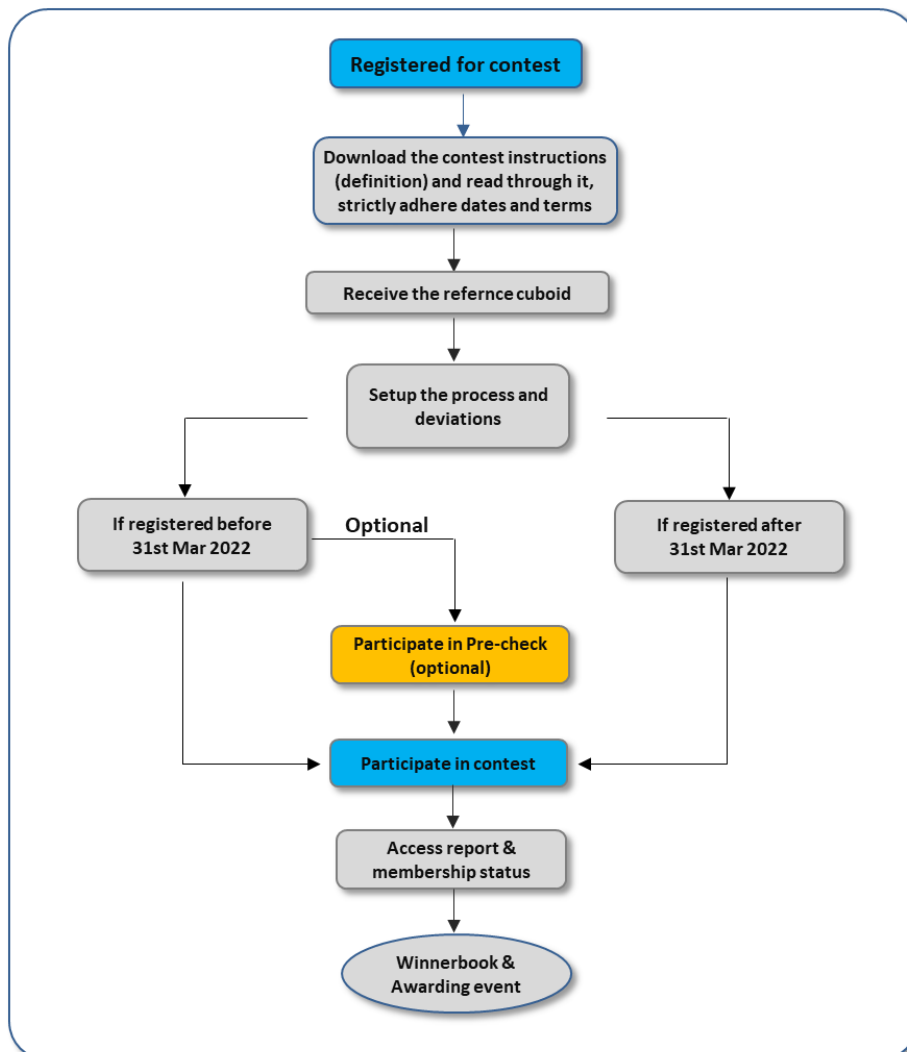 Registered for contest
Download the contest instructions
(definition) and read through it,
strictly adhere dates and terms
Receive the refernce cuboid
Setup the process and
deviations
If registered before
31st Mar 2022
Optional
If registered after
31st Mar 2022
Participate in Pre-check
(optional)
Participate in contest
Access report &
membership status
Winnerbook &
Awarding event